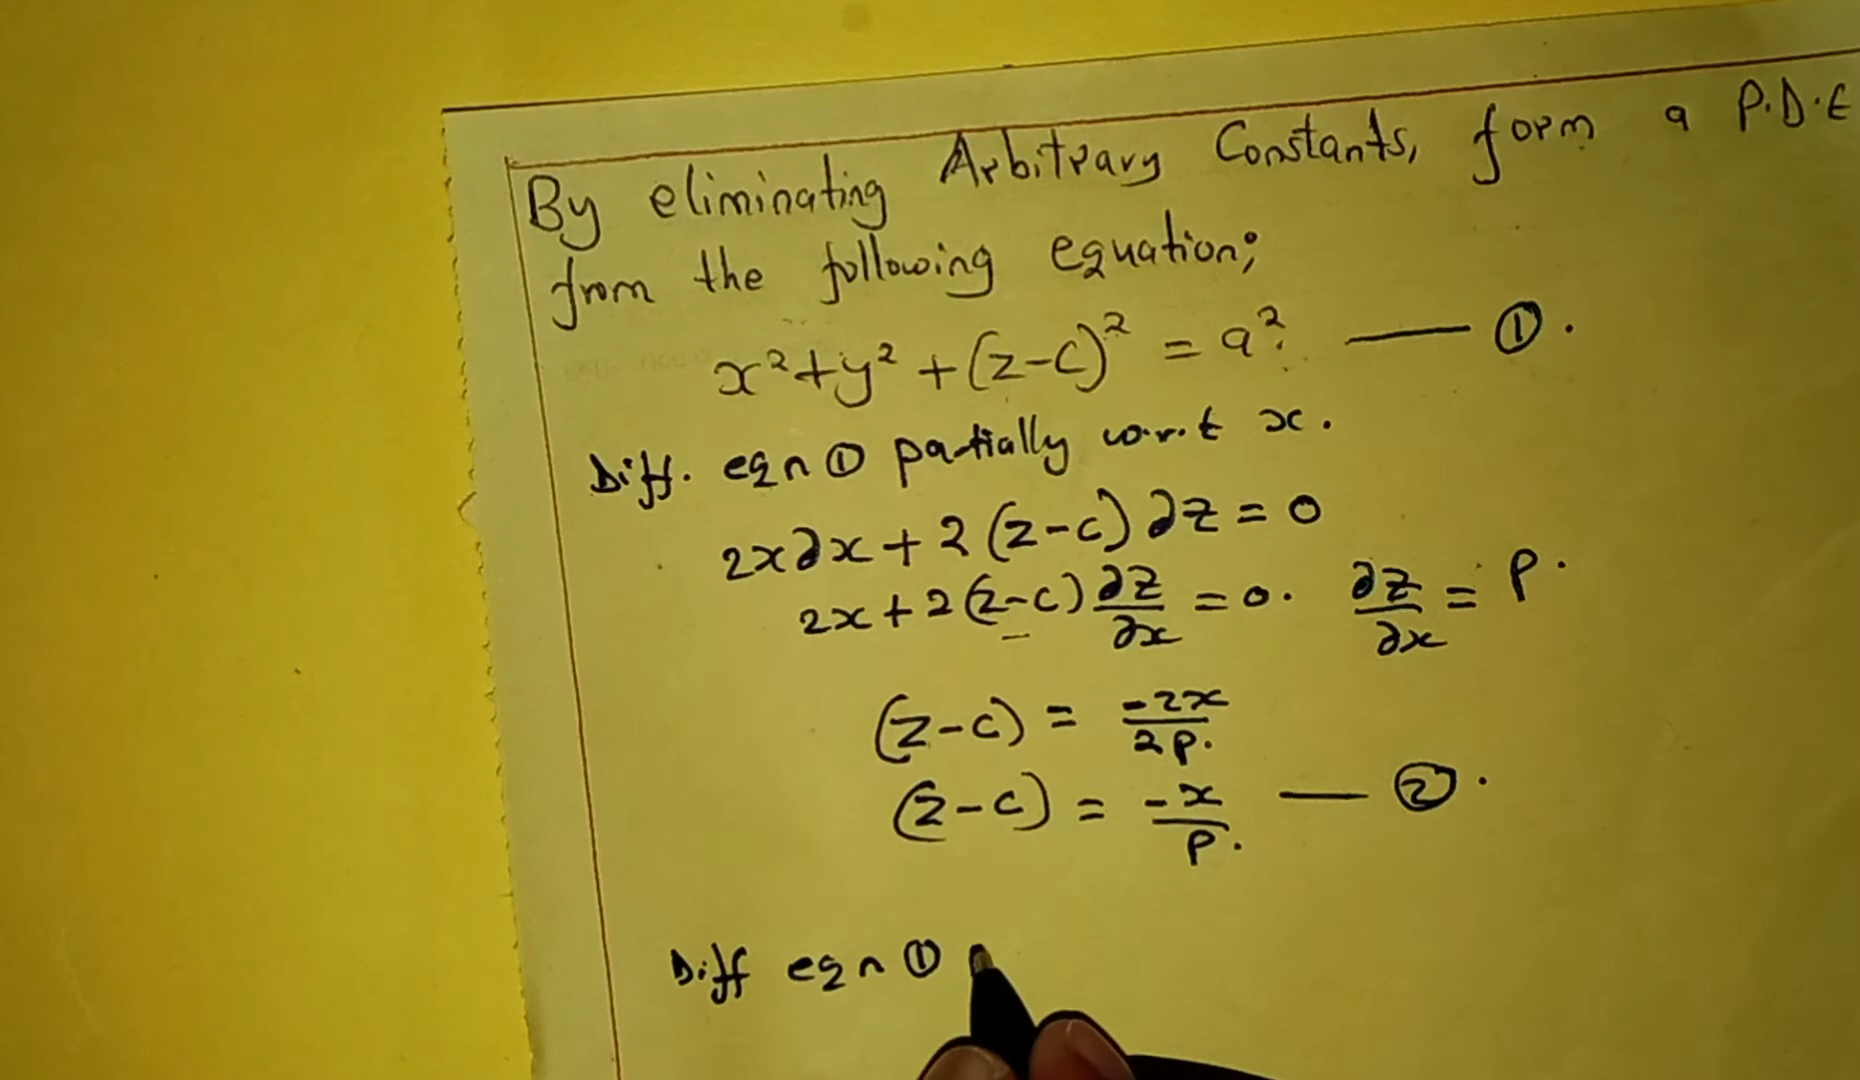 By eliminating Arbitrary Constants, form a P.D.E
from the following equation;
x²+y²+(z-c)² = a². — ①.
Diff. eqn ① partially w.r.t x.
2x∂x + 2(z-c)∂z = 0
2x + 2(z-c) ∂z/∂x = 0. ∂z/∂x = P.
(z-c) = -2x/2P.
(z-c) = -x/P. — ②.
Diff eqn ①